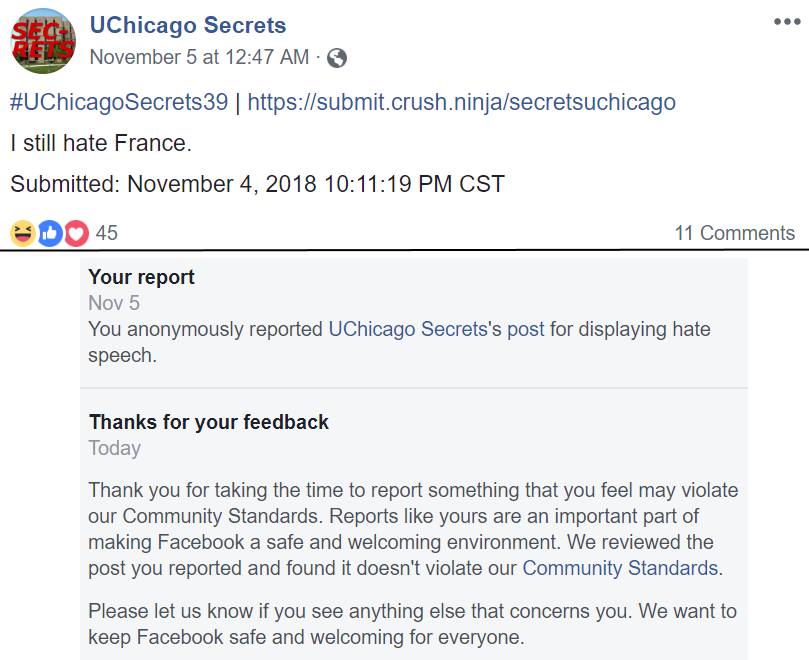 SEC-
RETS
UChicago Secrets
November 5 at 12:47 AM ·
#UChicagoSecrets39 | https://submit.crush.ninja/secretsuchicago
I still hate France.
Submitted: November 4, 2018 10:11:19 PM CST
45
11 Comments
Your report
Nov 5
You anonymously reported UChicago Secrets's post for displaying hate
speech.
Thanks for your feedback
Today
Thank you for taking the time to report something that you feel may violate
our Community Standards. Reports like yours are an important part of
making Facebook a safe and welcoming environment. We reviewed the
post you reported and found it doesn't violate our Community Standards.
Please let us know if you see anything else that concerns you. We want to
keep Facebook safe and welcoming for everyone.